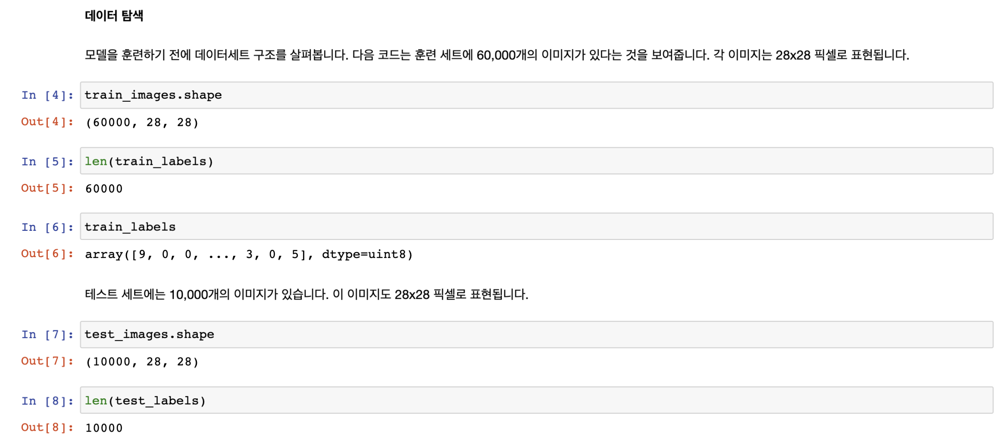 데이터 탐색
모델을 훈련하기 전에 데이터세트 구조를 살펴봅니다. 다음 코드는 훈련 세트에 60,000개의 이미지가 있다는 것을 보여줍니다. 각 이미지는 28x28 픽셀로 표현됩니다.
In [4]: train_images.shape
Out[4]: (60000, 28, 28)
In [5]: len(train_labels)
Out[5]: 60000
In [6]: train_labels
Out[6]: array([9, 0, 0, ..., 3, 0, 5], dtype=uint8)
테스트 세트에는 10,000개의 이미지가 있습니다. 이 이미지도 28x28 픽셀로 표현됩니다.
In [7]: test_images.shape
Out[7]: (10000, 28, 28)
In [8]: len(test_labels)
Out[8]: 10000